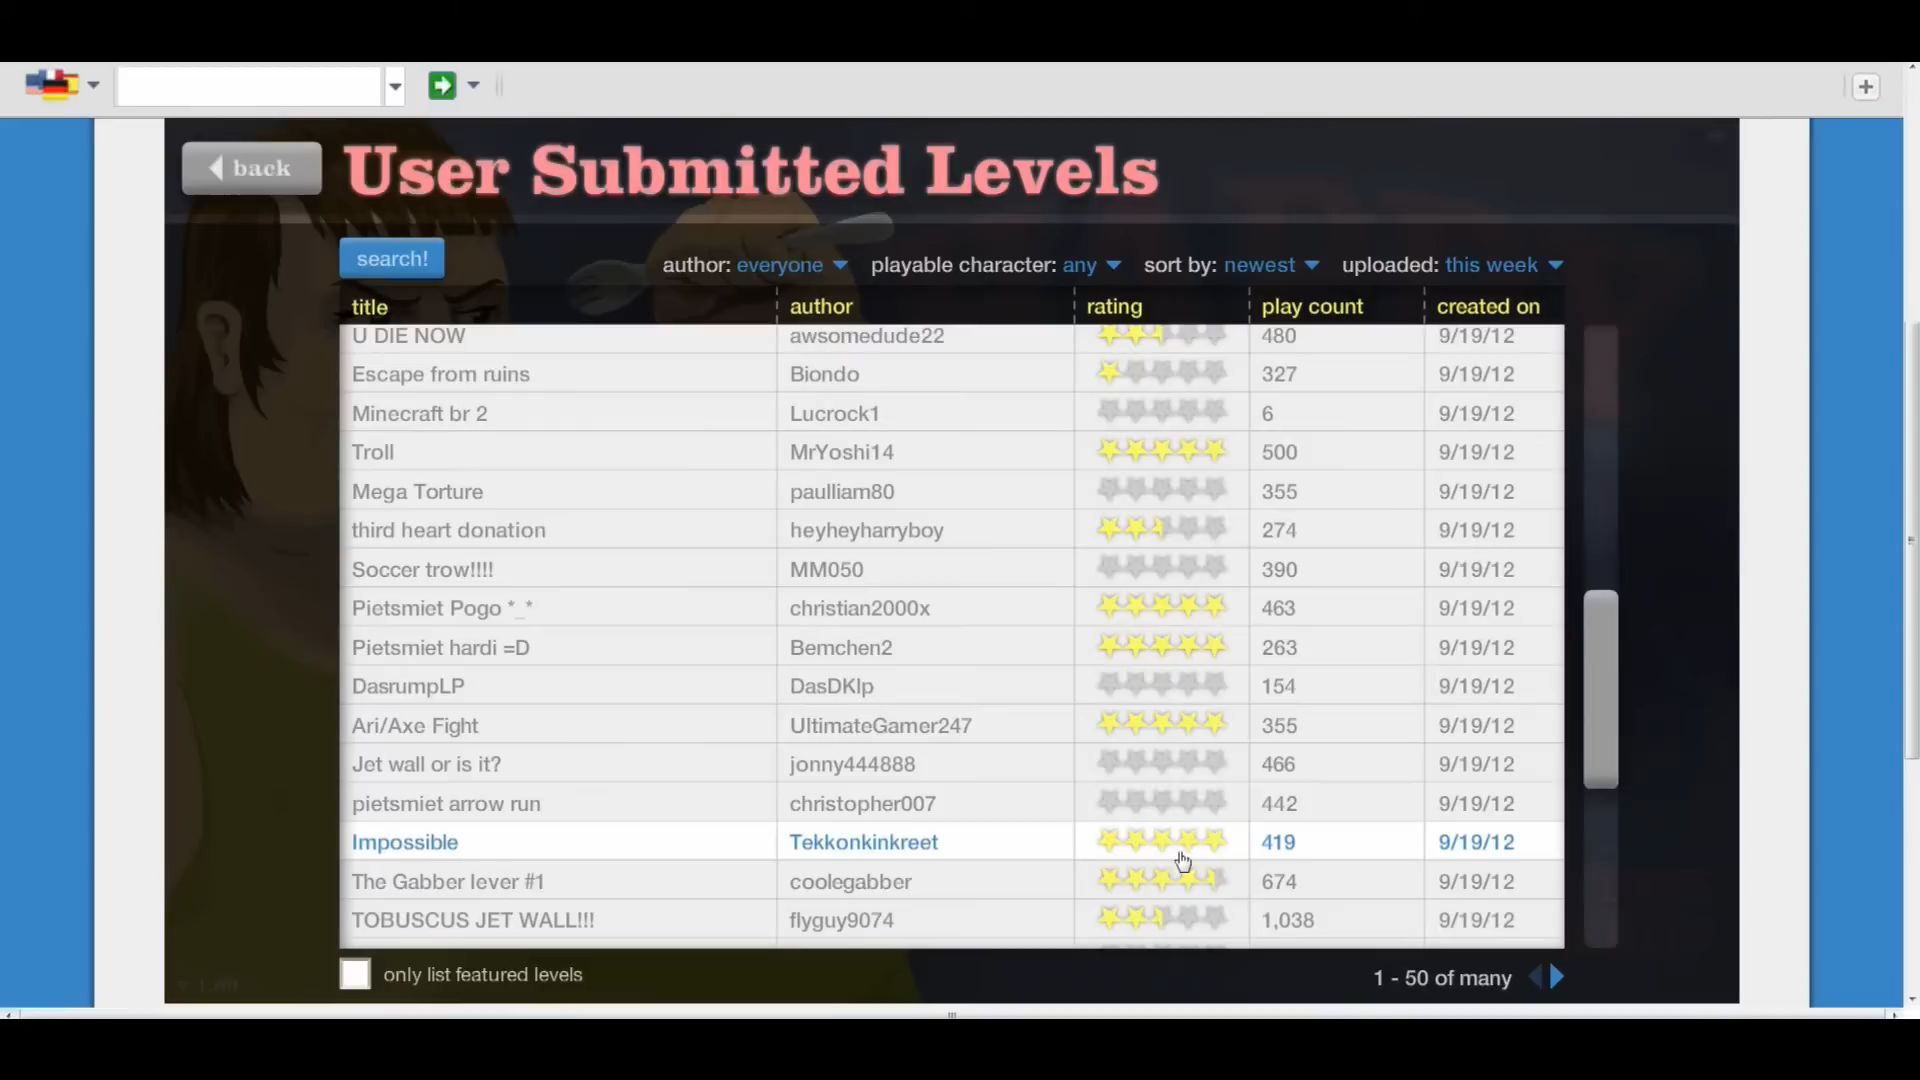 back User Submitted Levels
search! author: everyone playable character: any sort by: newest uploaded: this week
title author rating play count created on
U DIE NOW awsomedude22 480 9/19/12
Escape from ruins Biondo 327 9/19/12
Minecraft br 2 Lucrock1 6 9/19/12
Troll MrYoshi14 500 9/19/12
Mega Torture paulliam80 355 9/19/12
third heart donation heyheyharryboy 274 9/19/12
Soccer trow!!!! MM050 390 9/19/12
Pietsmiet Pogo *_* christian2000x 463 9/19/12
Pietsmiet hardi =D Bemchen2 263 9/19/12
DasrumpLP DasDKlp 154 9/19/12
Ari/Axe Fight UltimateGamer247 355 9/19/12
Jet wall or is it? jonny444888 466 9/19/12
pietsmiet arrow run christopher007 442 9/19/12
Impossible Tekkonkinkreet 419 9/19/12
The Gabber lever #1 coolegabber 674 9/19/12
TOBUSCUS JET WALL!!! flyguy9074 1,038 9/19/12
only list featured levels 1 - 50 of many